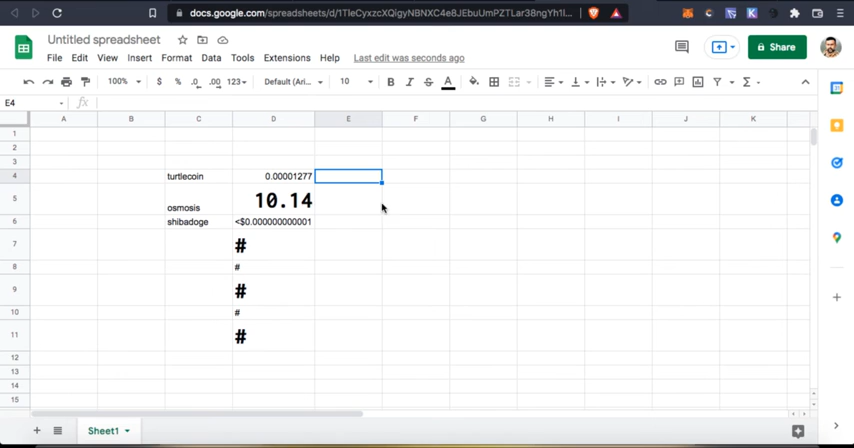 docs.google.com/spreadsheets/d/1TleCyxzcXQigyNBNXC4e8JEbuUmPZTLar38ngYh1l...
Untitled spreadsheet
File Edit View Insert Format Data Tools Extensions Help Last edit was seconds ago
Share
100% $ % .0 .00 123 Default (Ari... 10 B I S A
E4 fx
A B C D E F G H I J K
1
2
3
4 turtlecoin 0.00001277
5 osmosis 10.14
6 shibadoge <$0.000000000001
7 #
8 #
9 #
10 #
11 #
12
13
14
15
Sheet1